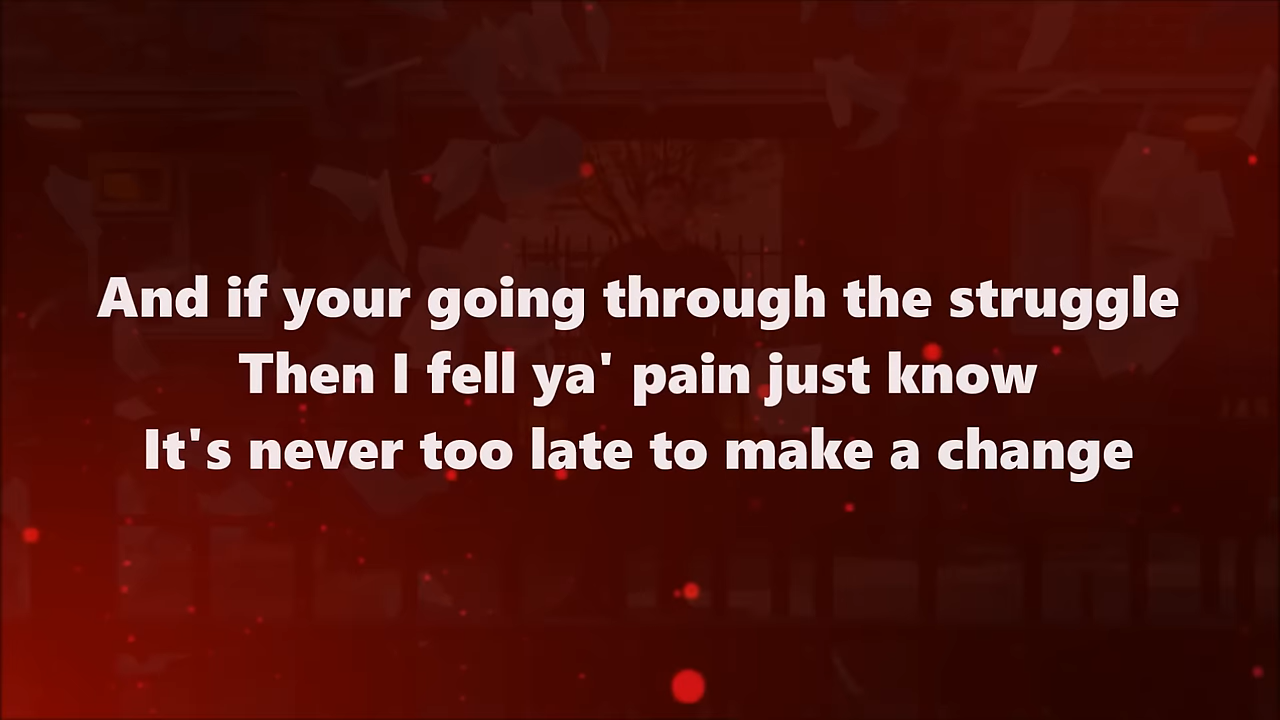 And if your going through the struggle
Then I fell ya' pain just know
It's never too late to make a change